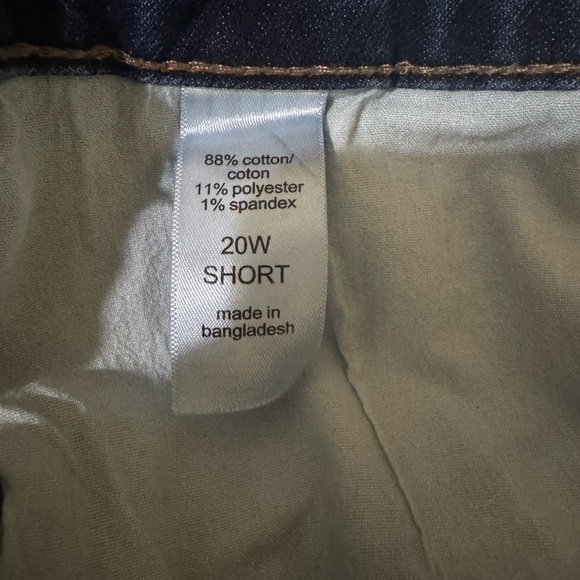 88% cotton/
coton
11% polyester
1% spandex
20W
SHORT
made in
bangladesh